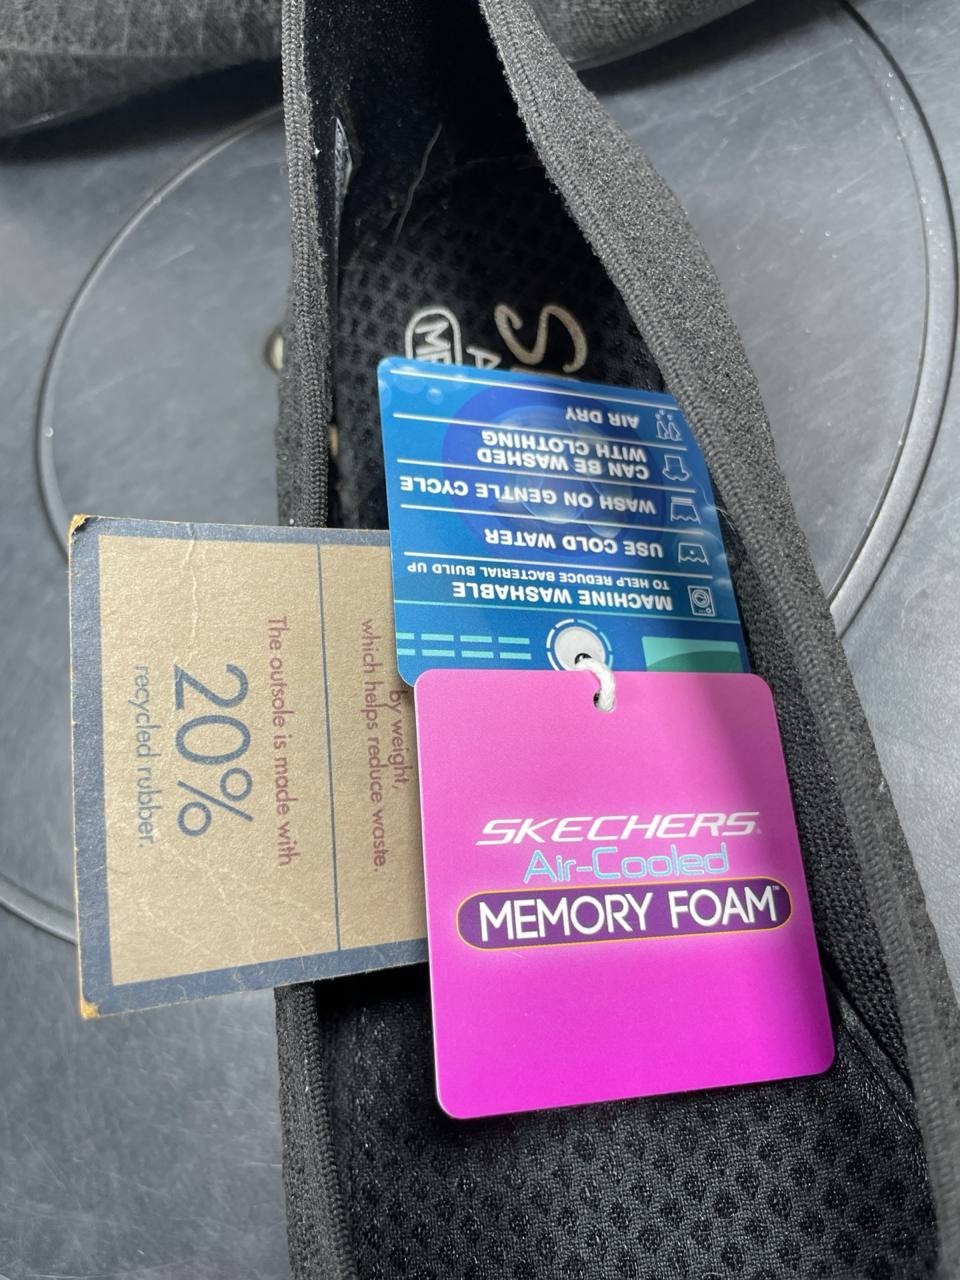 MACHINE WASHABLE
TO HELP REDUCE BACTERIAL BUILD UP
USE COLD WATER
WASH ON GENTLE CYCLE
CAN BE WASHED
WITH CLOTHING
AIR DRY
by weight,
which helps reduce waste.
The outsole is made with
20%
recycled rubber.
SKECHERS.
Air-Cooled
MEMORY FOAM™